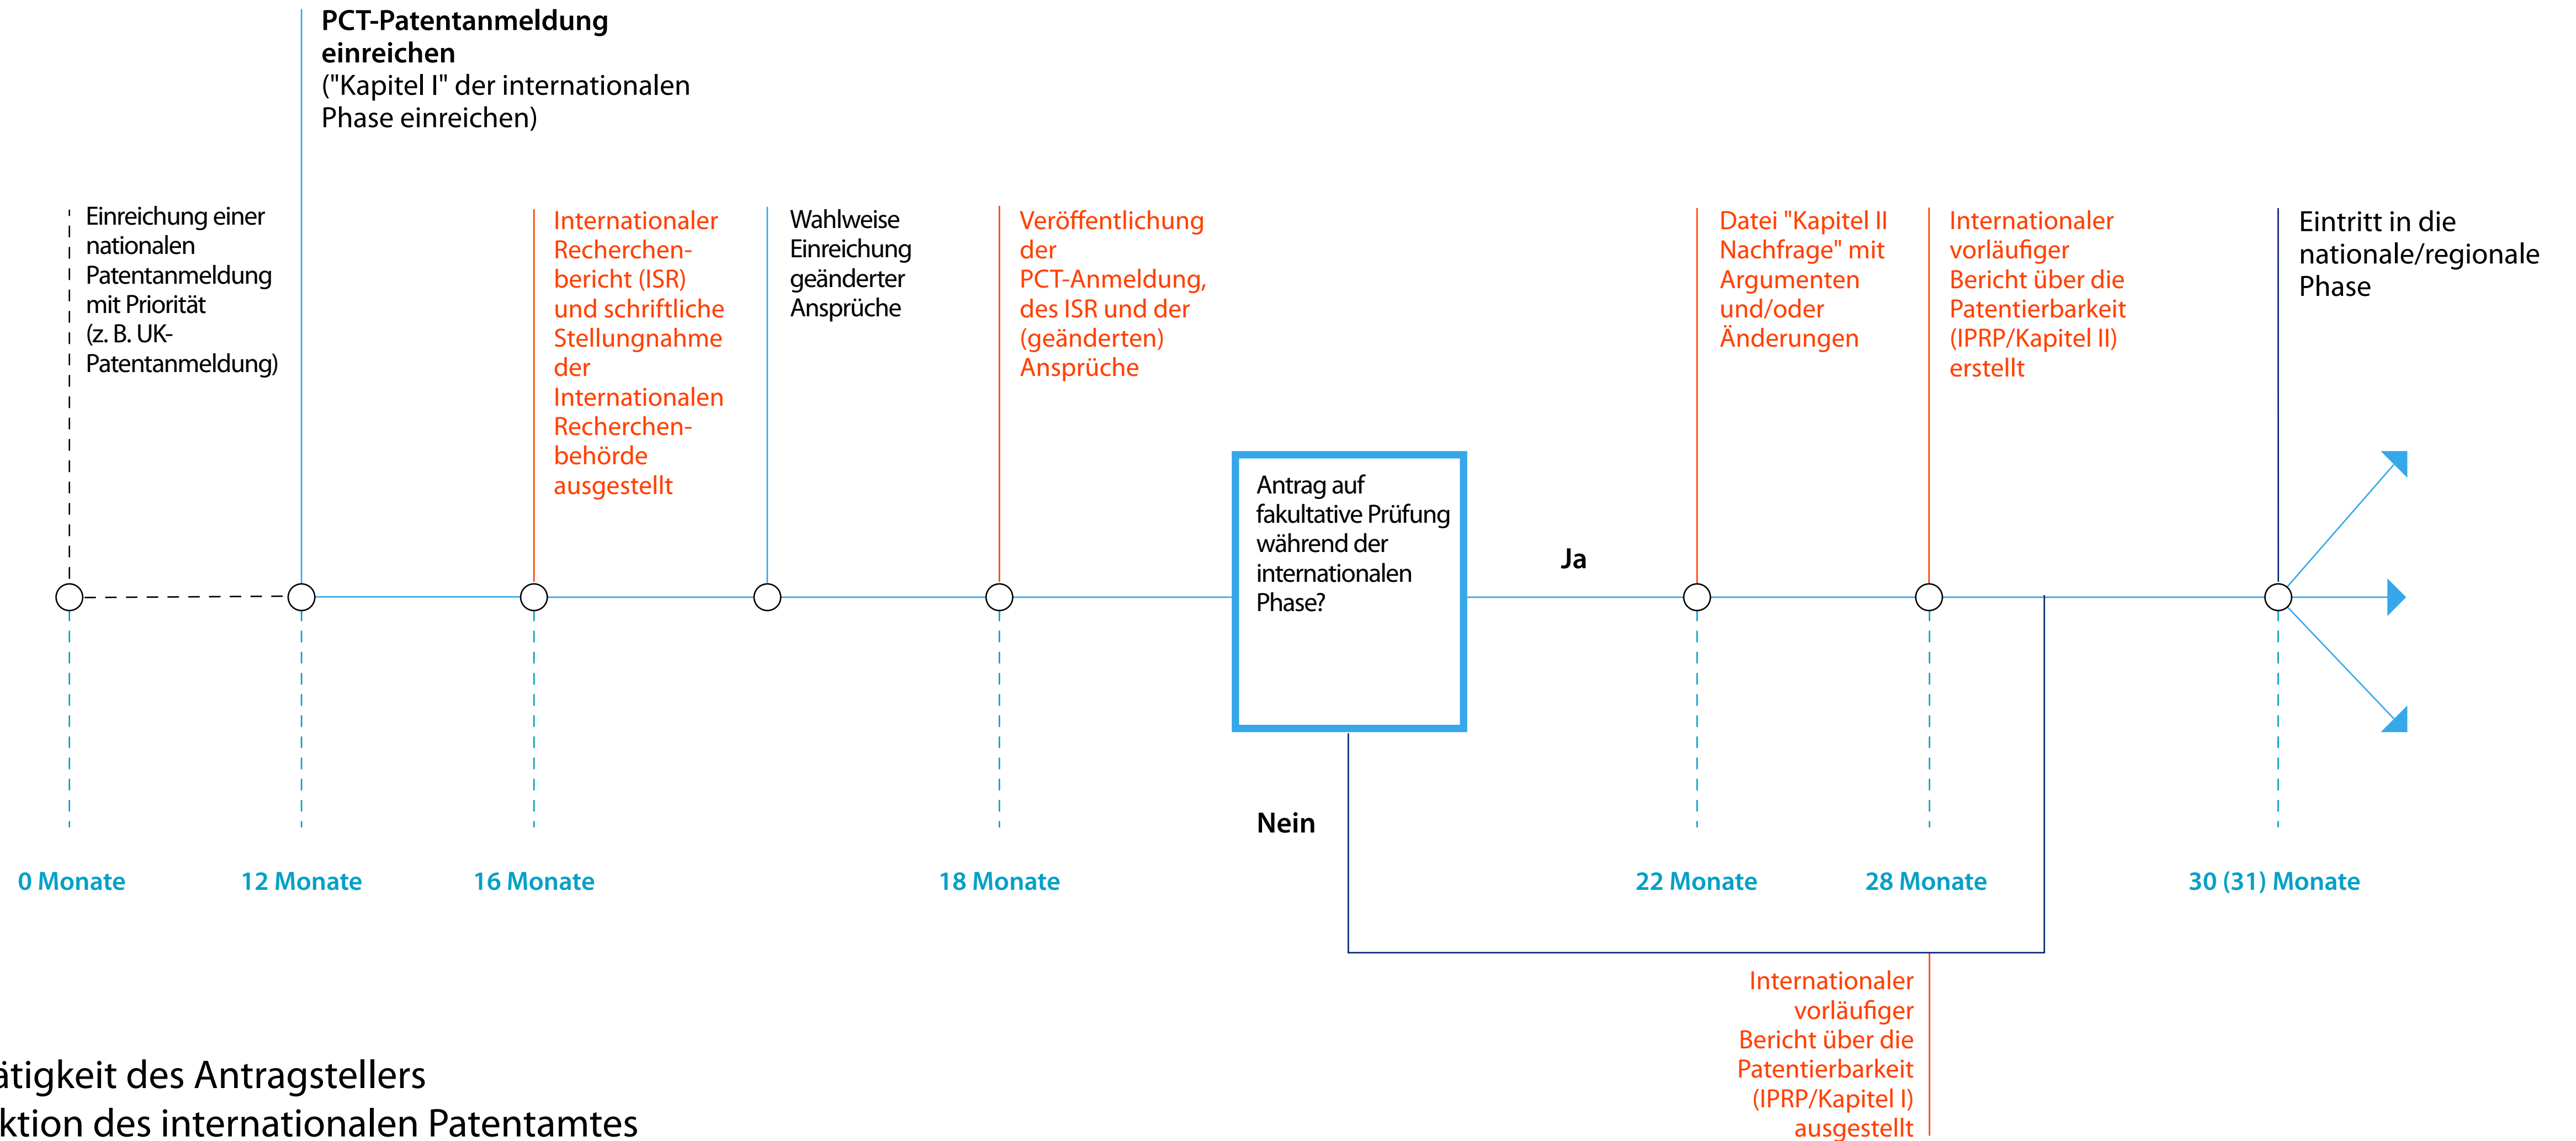 PCT-Patentanmeldung
einreichen
("Kapitel I" der internationalen
Phase einreichen)
Einreichung einer
nationalen
Patentanmeldung
mit Priorität
(z. B. UK-
Patentanmeldung)
Internationaler
Recherchen-
bericht (ISR)
und schriftliche
Stellungnahme
der
Internationalen
Recherchen-
behörde
ausgestellt
Wahlweise
Einreichung
geänderter
Ansprüche
Veröffentlichung
der
PCT-Anmeldung,
des ISR und der
(geänderten)
Ansprüche
Antrag auf
fakultative Prüfung
während der
internationalen
Phase?
Ja
Nein
Datei "Kapitel II
Nachfrage" mit
Argumenten
und/oder
Änderungen
Internationaler
vorläufiger
Bericht über die
Patentierbarkeit
(IPRP/Kapitel II)
erstellt
Eintritt in die
nationale/regionale
Phase
0 Monate
12 Monate
16 Monate
18 Monate
22 Monate
28 Monate
30 (31) Monate
Internationaler
vorläufiger
Bericht über die
Patentierbarkeit
(IPRP/Kapitel I)
ausgestellt
ätigkeit des Antragstellers
ktion des internationalen Patentamtes